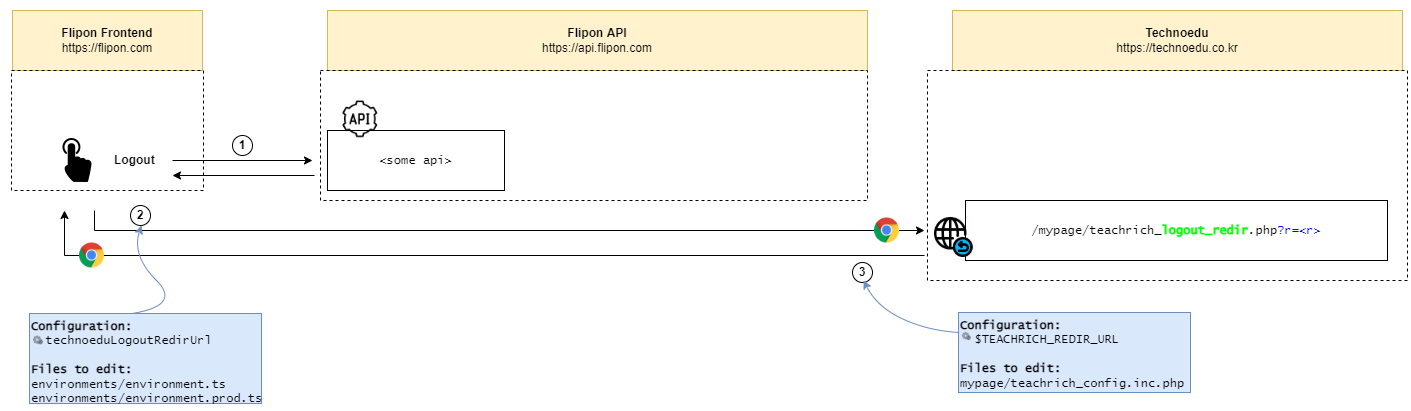 Flipon Frontend
https://flipon.com
Flipon API
https://api.flipon.com
Technoedu
https://technoedu.co.kr
API
<some api>
Logout
1
2
/mypage/teachrich_logout_redir.php?r=<r>
3
Configuration:
technoeduLogoutRedirUrl
Files to edit:
environments/environment.ts
environments/environment.prod.ts
Configuration:
$TEACHRICH_REDIR_URL
Files to edit:
mypage/teachrich_config.inc.php